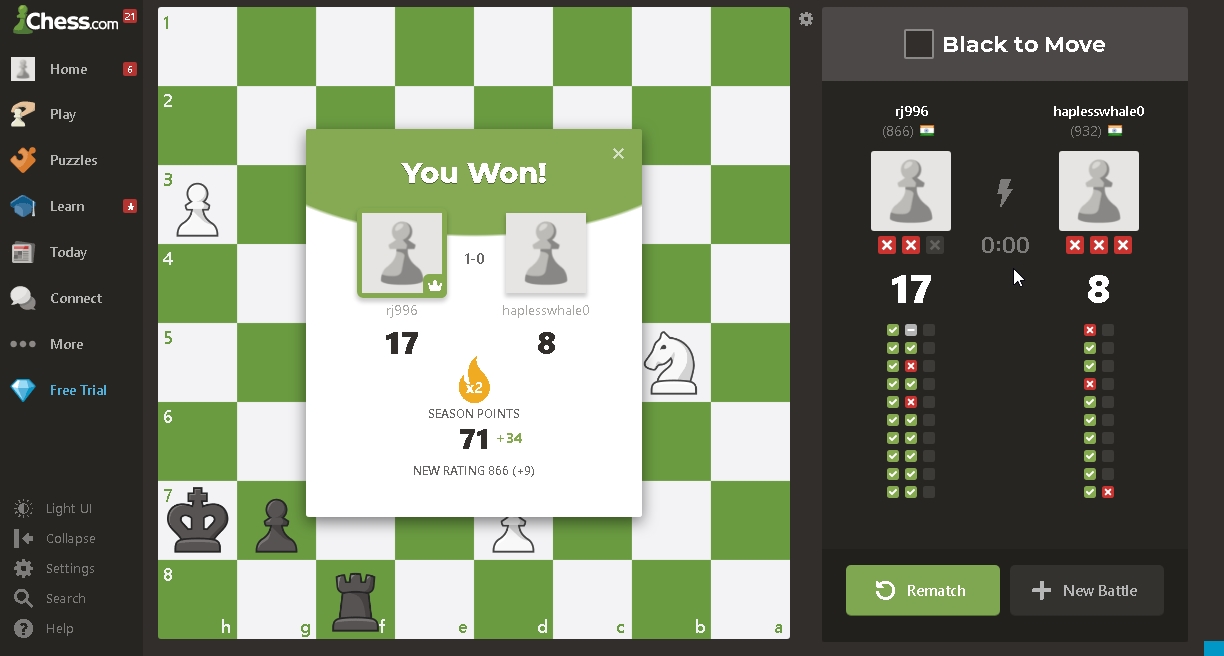 Chess.com 21
Home 6
Play
Puzzles
Learn
Today
Connect
More
Free Trial
Light UI
Collapse
Settings
Search
Help
1
2
3
4
5
6
7
8
h g f e d c b a
You Won!
1-0
rj996 haplesswhale0
17 8
x2
SEASON POINTS
71 +34
NEW RATING 866 (+9)
Black to Move
rj996 haplesswhale0
(866) (932)
0:00
17 8
Rematch New Battle